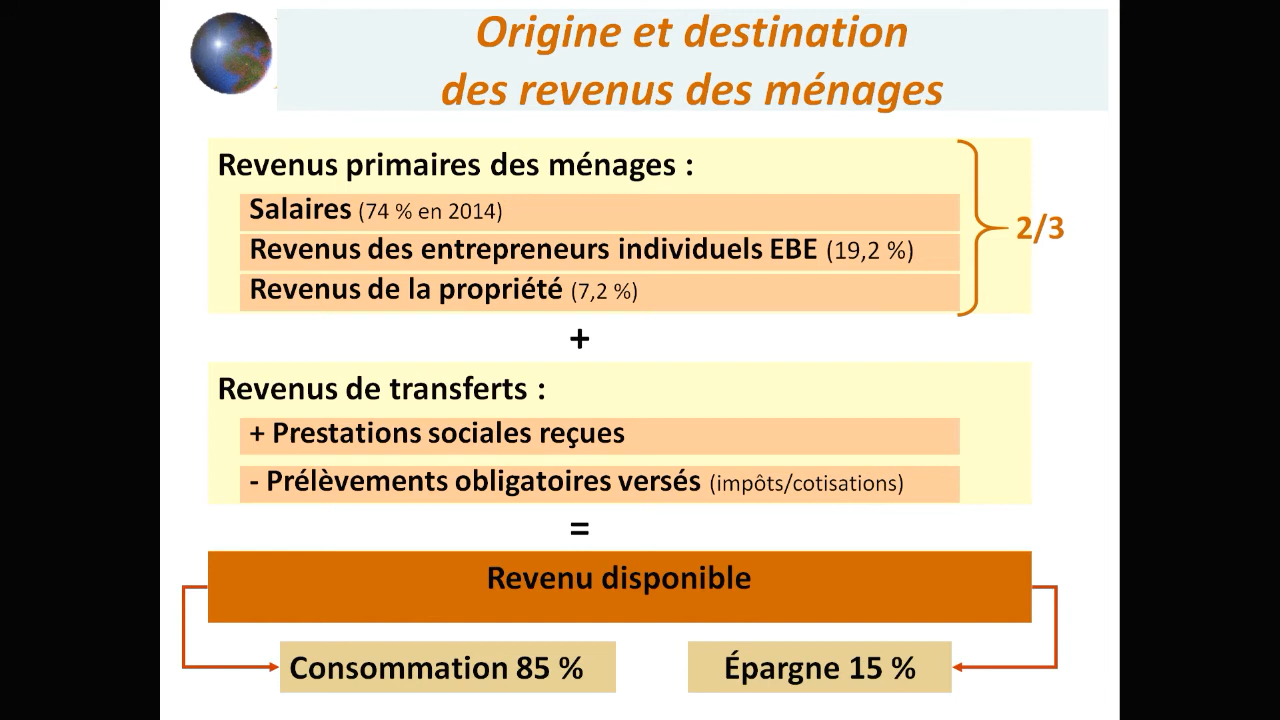 Origine et destination
des revenus des ménages
Revenus primaires des ménages :
Salaires (74 % en 2014)
Revenus des entrepreneurs individuels EBE (19,2 %)
Revenus de la propriété (7,2 %)
2/3
+
Revenus de transferts :
+ Prestations sociales reçues
- Prélèvements obligatoires versés (impôts/cotisations)
=
Revenu disponible
Consommation 85 %
Épargne 15 %